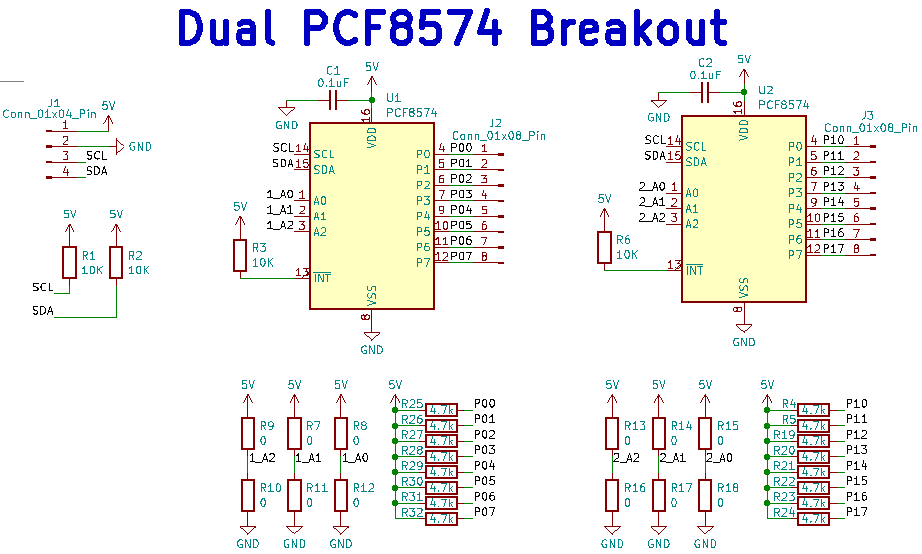 Dual PCF8574 Breakout
J1
Conn_01x04_Pin
5V
1
2
GND
3
SCL
4
SDA
5V
5V
R1
10K
R2
10K
SCL
SDA
C1
0.1uF
5V
GND
16
U1
PCF8574
VDD
SCL 14 SCL
SDA 15 SDA
1_A0 1 A0
1_A1 2 A1
1_A2 3 A2
5V
R3
10K
13 INT
VSS
8
GND
J2
Conn_01x08_Pin
P0 4 P00 1
P1 5 P01 2
P2 6 P02 3
P3 7 P03 4
P4 9 P04 5
P5 10 P05 6
P6 11 P06 7
P7 12 P07 8
C2
0.1uF
5V
GND
16
U2
PCF8574
VDD
SCL 14 SCL
SDA 15 SDA
2_A0 1 A0
2_A1 2 A1
2_A2 3 A2
5V
R6
10K
13 INT
VSS
8
GND
J3
Conn_01x08_Pin
P0 4 P10 1
P1 5 P11 2
P2 6 P12 3
P3 7 P13 4
P4 9 P14 5
P5 10 P15 6
P6 11 P16 7
P7 12 P17 8
5V
5V
5V
R9
0
R7
0
R8
0
1_A2
1_A1
1_A0
R10
0
R11
0
R12
0
GND
GND
GND
5V
R25 4.7k P00
R26 4.7k P01
R27 4.7k P02
R28 4.7k P03
R29 4.7k P04
R30 4.7k P05
R31 4.7k P06
R32 4.7k P07
5V
5V
5V
R13
0
R14
0
R15
0
2_A2
2_A1
2_A0
R16
0
R17
0
R18
0
GND
GND
GND
5V
R4 4.7k P10
R5 4.7k P11
R19 4.7k P12
R20 4.7k P13
R21 4.7k P14
R22 4.7k P15
R23 4.7k P16
R24 4.7k P17